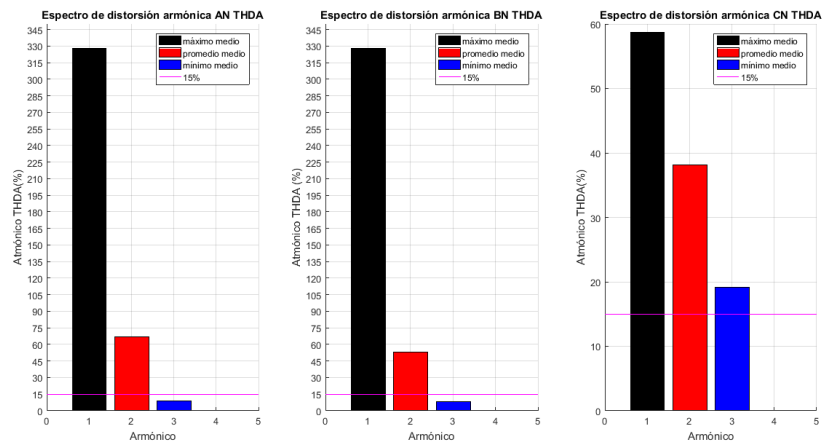 Espectro de distorsión armónica AN THDA
345
330
315
300
285
270
255
240
225
210
195
180
165
150
135
120
105
90
75
60
45
30
15
0
Atmónico THDA(%)
máximo medio
promedio medio
mínimo medio
15%
0 1 2 3 4 5
Armónico
Espectro de distorsión armónica BN THDA
345
330
315
300
285
270
255
240
225
210
195
180
165
150
135
120
105
90
75
60
45
30
15
0
Atmónico THDA (%)
máximo medio
promedio medio
mínimo medio
15%
0 1 2 3 4 5
Armónico
Espectro de distorsión armónica CN THDA
60
50
40
30
20
10
0
Atmónico THDA(%)
máximo medio
promedio medio
mínimo medio
15%
0 1 2 3 4 5
Armónico